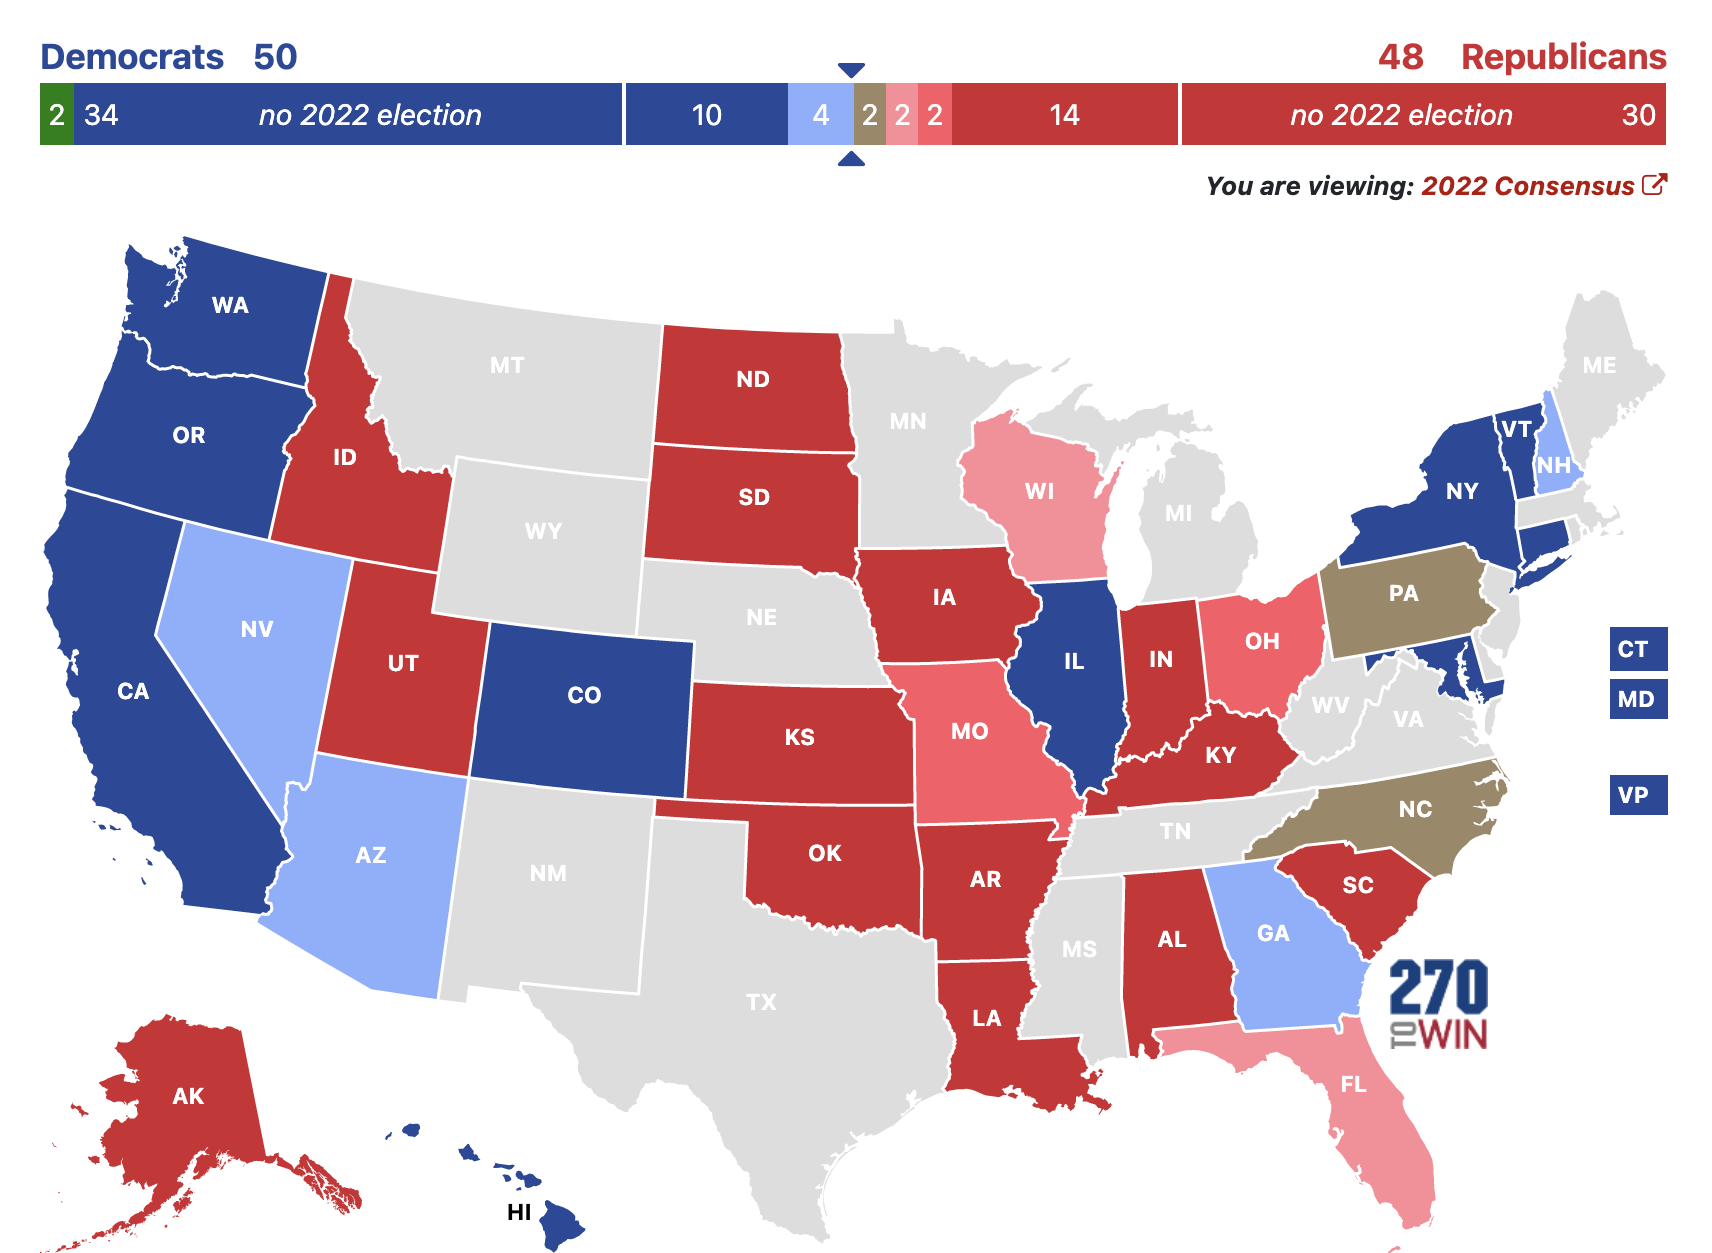 Democrats 50
48 Republicans
2 34 no 2022 election 10 4 2 2 2 14 no 2022 election 30
You are viewing: 2022 Consensus
WA
MT
ND
MN
ME
OR
ID
SD
WI
MI
NY
VT
NH
WY
IA
NE
PA
NV
UT
CO
CA
IL
IN
OH
CT
MD
KS
MO
WV
VA
KY
VP
AZ
NM
OK
AR
TN
NC
SC
MS
AL
GA
TX
LA
270
TO WIN
FL
AK
HI